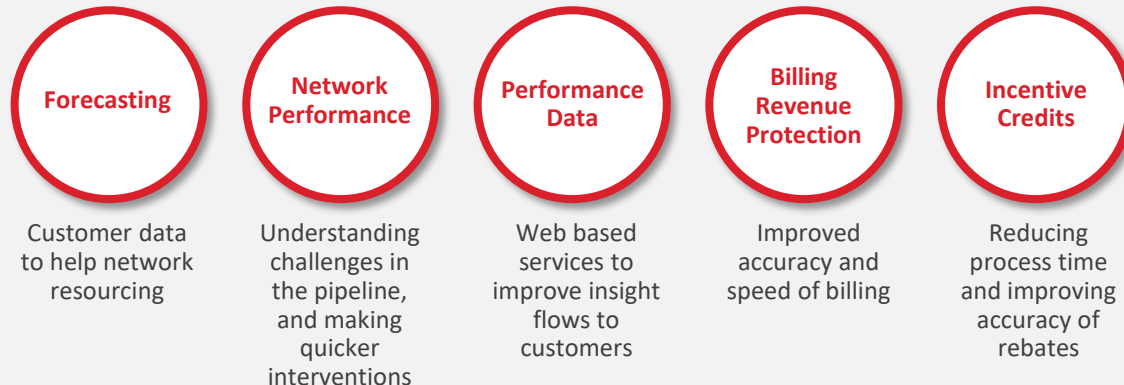 Forecasting
Customer data
to help network
resourcing
Network
Performance
Understanding
challenges in
the pipeline,
and making
quicker
interventions
Performance
Data
Web based
services to
improve insight
flows to
customers
Billing
Revenue
Protection
Improved
accuracy and
speed of billing
Incentive
Credits
Reducing
process time
and improving
accuracy of
rebates